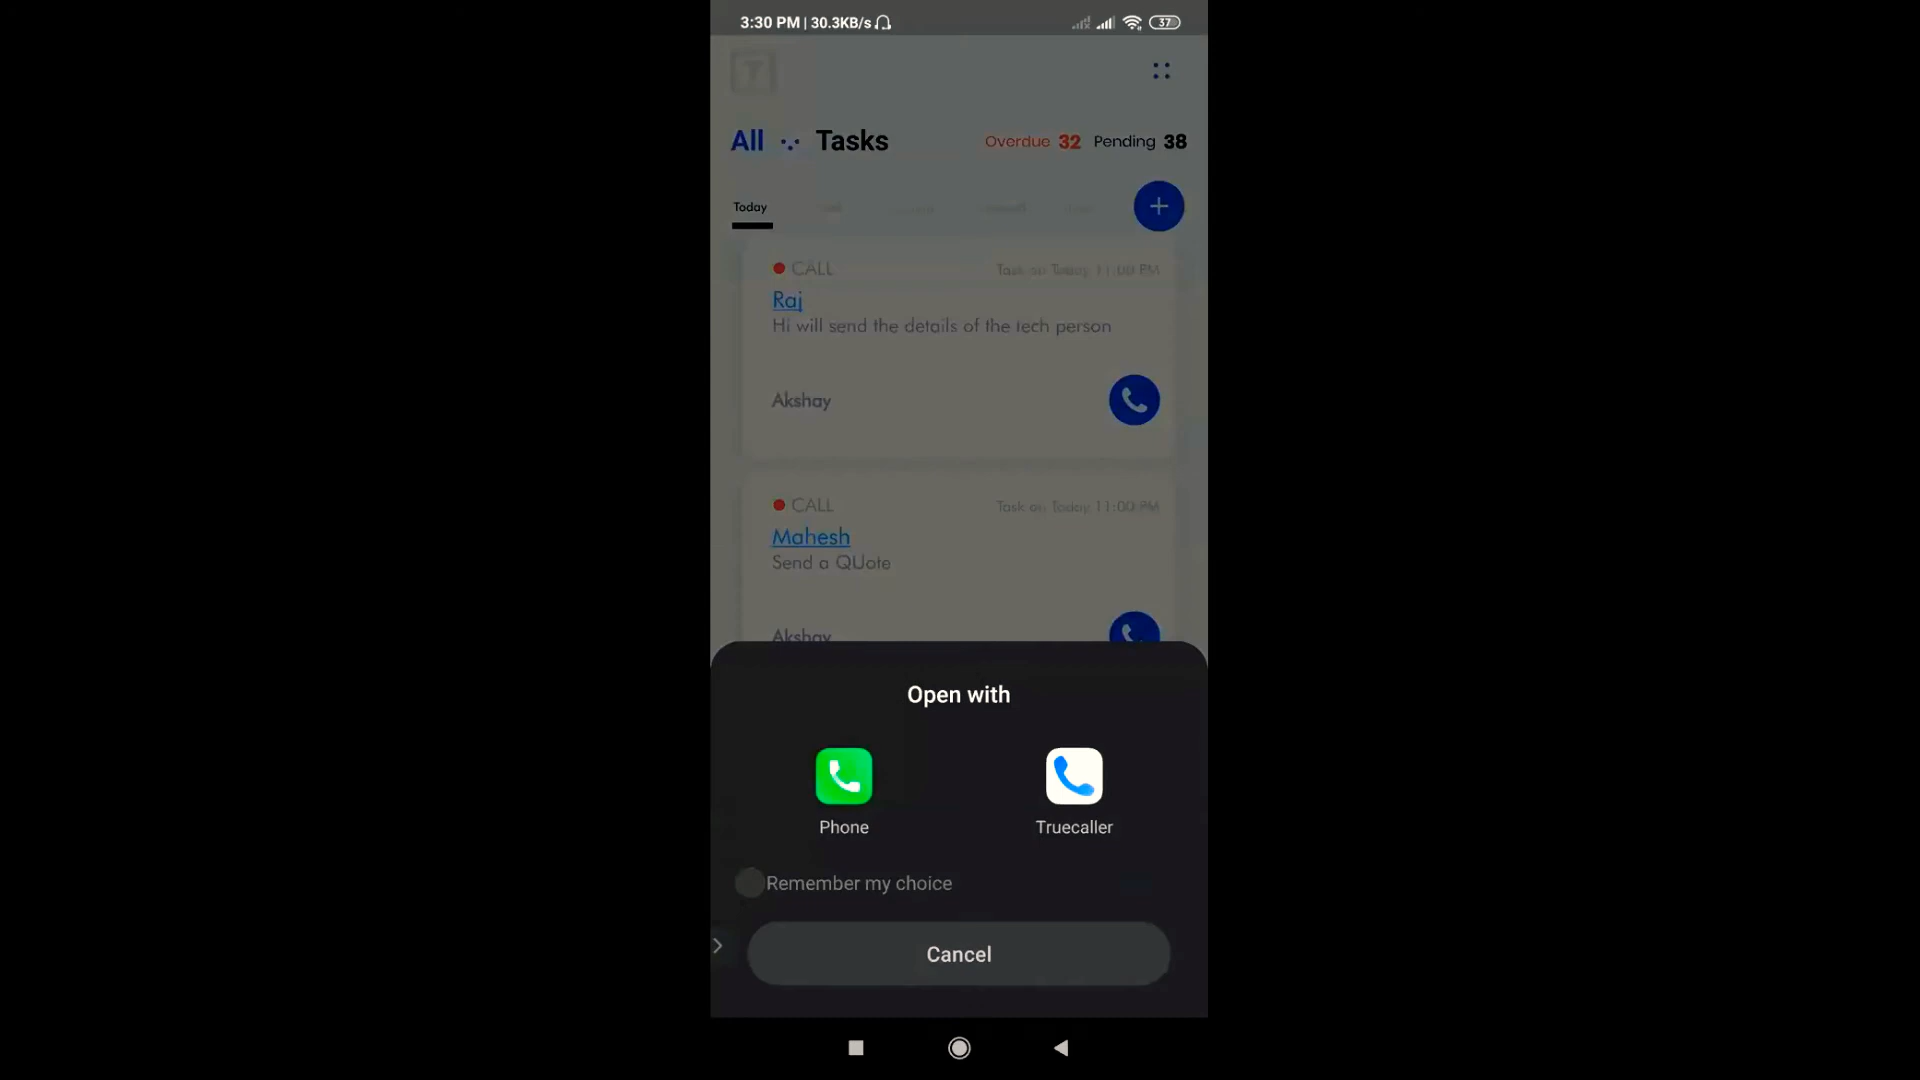 3:30 PM | 30.3KB/s 37
T
All Tasks Overdue 32 Pending 38
Today
CALL Task on Today 11:00 PM
Raj
Hi will send the details of the tech person
Akshay
CALL Task on Today 11:00 PM
Mahesh
Send a QUote
Akshay
Open with
Phone Truecaller
Remember my choice
Cancel